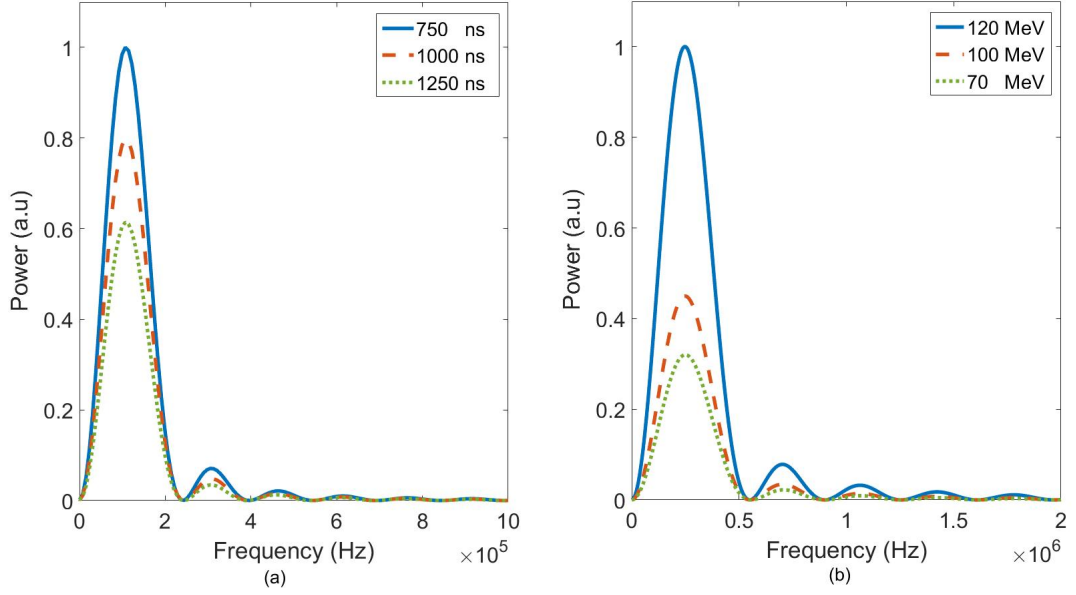 750 ns
1000 ns
1250 ns
1
0.8
0.6
0.4
0.2
0
Power (a.u)
0 2 4 6 8 10
Frequency (Hz)
×10^5
(a)
120 MeV
100 MeV
70 MeV
1
0.8
0.6
0.4
0.2
0
Power (a.u)
0 0.5 1 1.5 2
Frequency (Hz)
×10^6
(b)